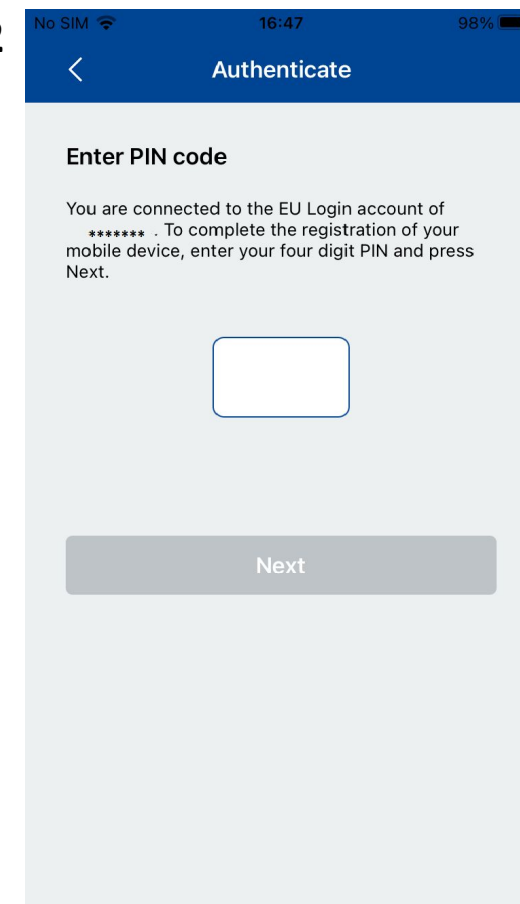 No SIM 16:47 98%
Authenticate
Enter PIN code
You are connected to the EU Login account of
******* . To complete the registration of your
mobile device, enter your four digit PIN and press
Next.
Next